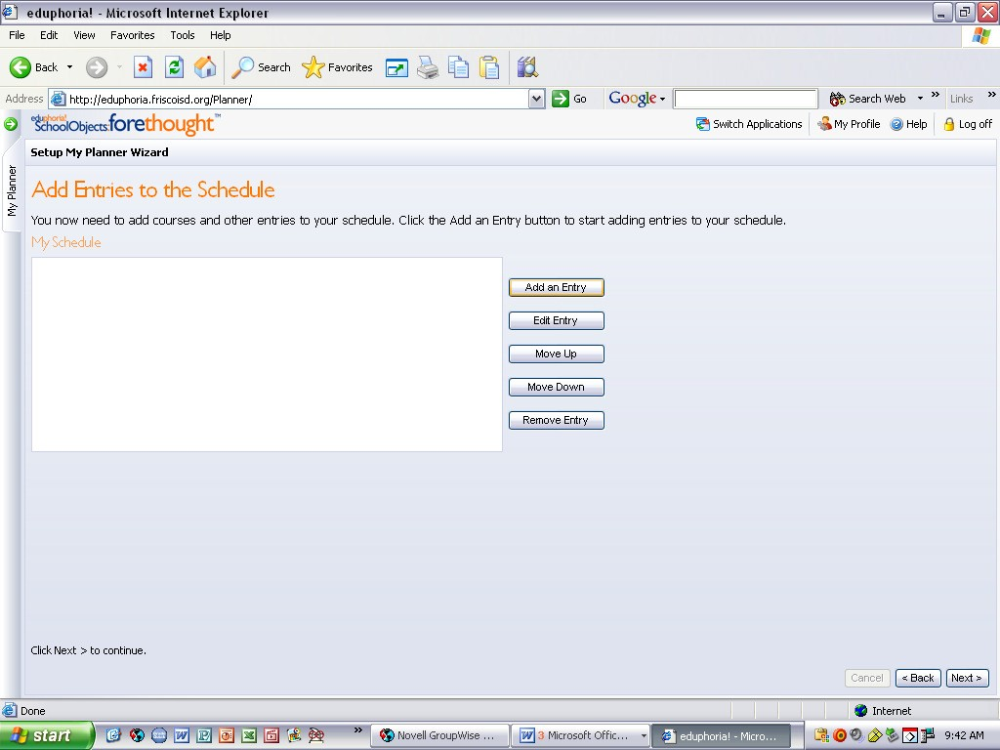 eduphoria! - Microsoft Internet Explorer
File Edit View Favorites Tools Help
Back Search Favorites
Address http://eduphoria.friscoisd.org/Planner/ Go Google Search Web » Links »
eduphoria!
SchoolObjects:forethought™ Switch Applications My Profile Help Log off
My Planner
Setup My Planner Wizard
Add Entries to the Schedule
You now need to add courses and other entries to your schedule. Click the Add an Entry button to start adding entries to your schedule.
My Schedule
Add an Entry
Edit Entry
Move Up
Move Down
Remove Entry
Click Next > to continue.
Cancel < Back Next >
Done Internet
start » Novell GroupWise ... 3 Microsoft Offic... eduphoria! - Micro... 9:42 AM